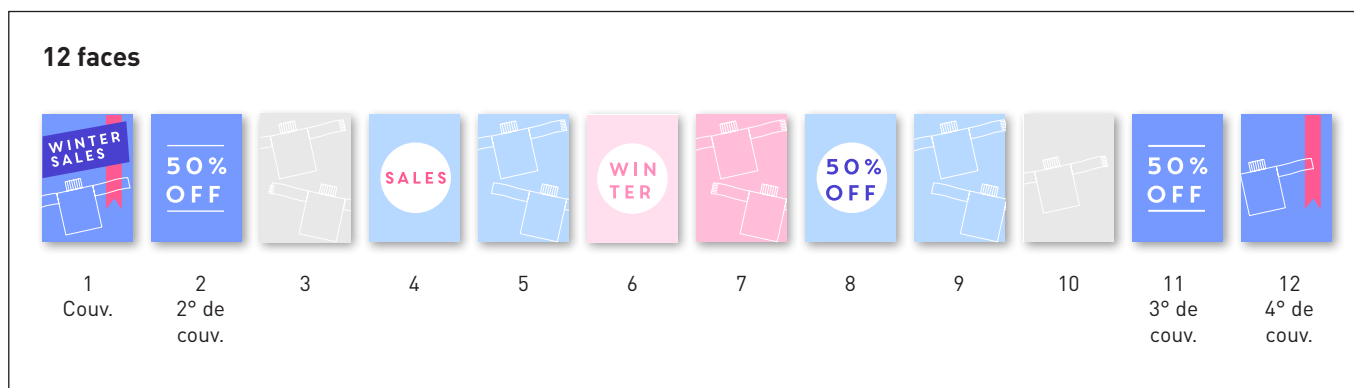 12 faces
WINTER
SALES
50%
OFF
SALES
WIN
TER
50%
OFF
50%
OFF
1
Couv.
2
2° de
couv.
3
4
5
6
7
8
9
10
11
3° de
couv.
12
4° de
couv.